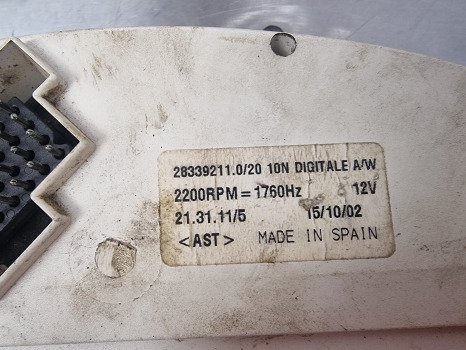 28339211.0/20 10N DIGITALE A/W
2200RPM = 1760Hz 8 12V
21.31.11/5 15/10/02
<AST> MADE IN SPAIN